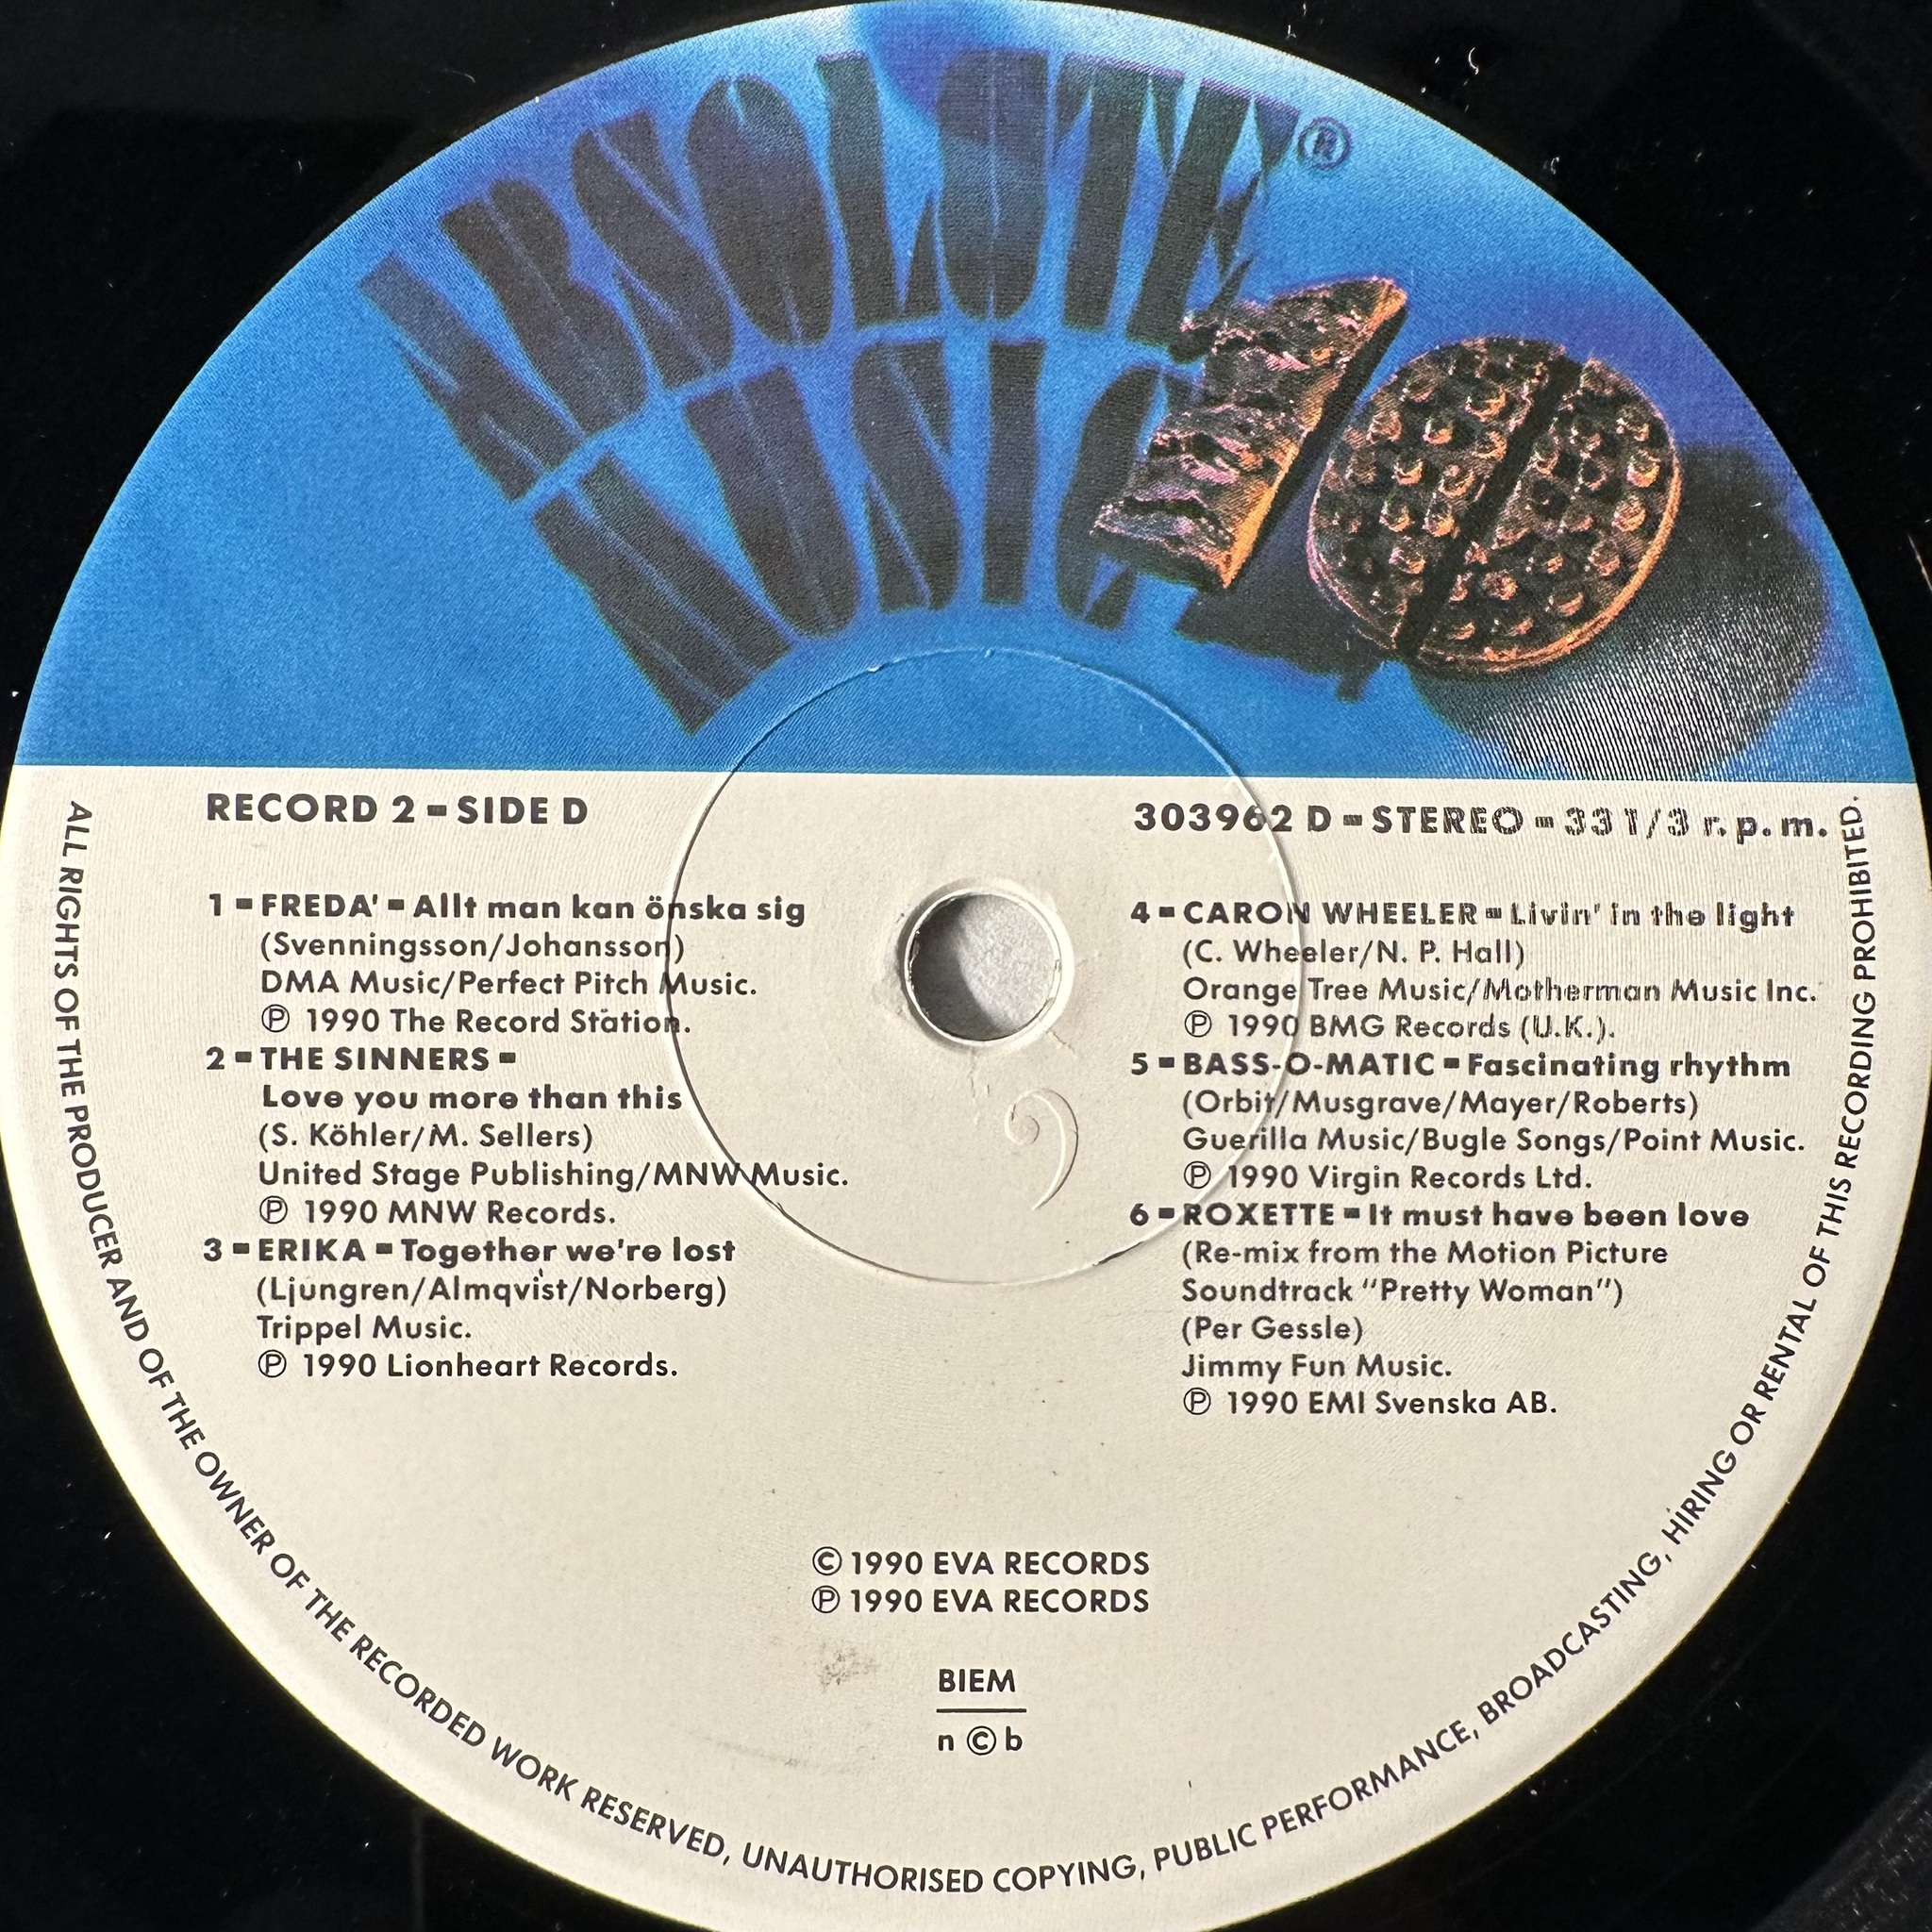 ABSOLUTE®
MUSIC 10
RECORD 2 - SIDE D
1 - FREDA' - Allt man kan önska sig
(Svenningsson/Johansson)
DMA Music/Perfect Pitch Music.
Ⓟ 1990 The Record Station.
2 - THE SINNERS -
Love you more than this
(S. Köhler/M. Sellers)
United Stage Publishing/MNW Music.
Ⓟ 1990 MNW Records.
3 - ERIKA - Together we're lost
(Ljungren/Almqvist/Norberg)
Trippel Music.
Ⓟ 1990 Lionheart Records.
303962 D - STEREO - 33 1/3 r.p.m.
4 - CARON WHEELER - Livin' in the light
(C. Wheeler/N. P. Hall)
Orange Tree Music/Motherman Music Inc.
Ⓟ 1990 BMG Records (U.K.).
5 - BASS-O-MATIC - Fascinating rhythm
(Orbit/Musgrave/Mayer/Roberts)
Guerilla Music/Bugle Songs/Point Music.
Ⓟ 1990 Virgin Records Ltd.
6 - ROXETTE - It must have been love
(Re-mix from the Motion Picture
Soundtrack "Pretty Woman")
(Per Gessle)
Jimmy Fun Music.
Ⓟ 1990 EMI Svenska AB.
© 1990 EVA RECORDS
Ⓟ 1990 EVA RECORDS
BIEM
n © b
ALL RIGHTS OF THE PRODUCER AND OF THE OWNER OF THE RECORDED WORK RESERVED, UNAUTHORISED COPYING, PUBLIC PERFORMANCE, BROADCASTING, HIRING OR RENTAL OF THIS RECORDING PROHIBITED.